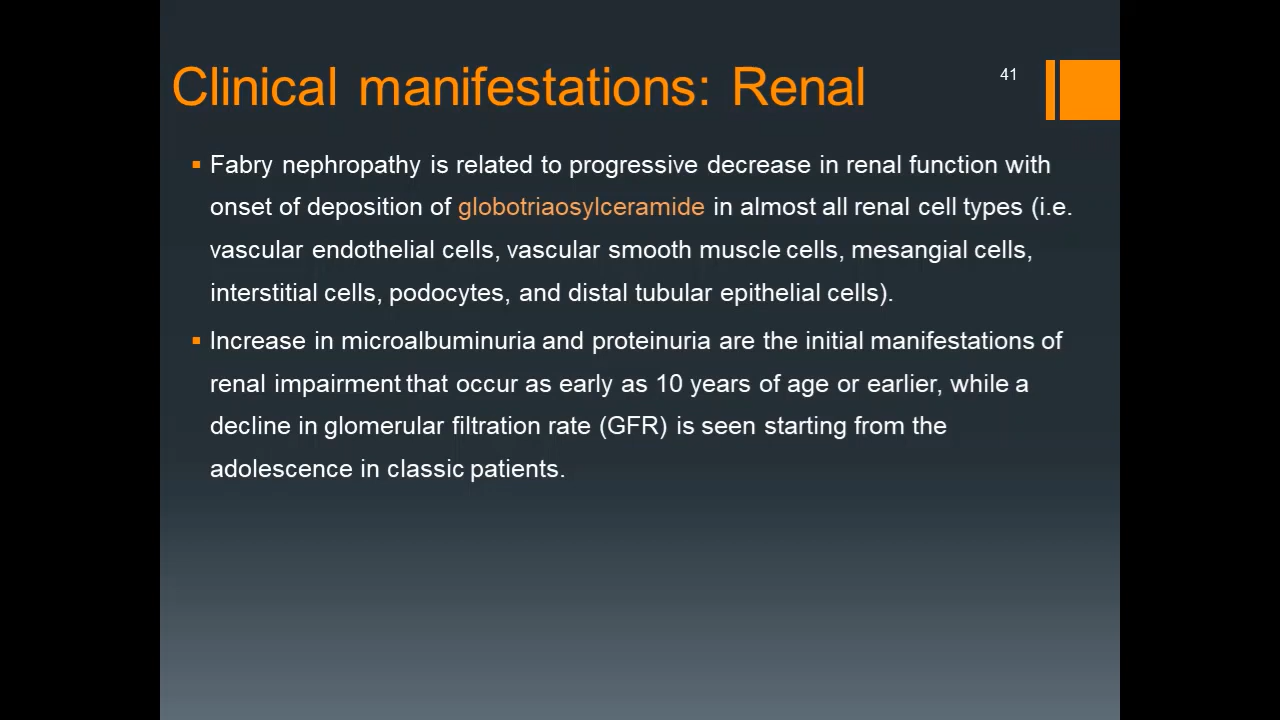 Clinical manifestations: Renal
41
▪ Fabry nephropathy is related to progressive decrease in renal function with
onset of deposition of globotriaosylceramide in almost all renal cell types (i.e.
vascular endothelial cells, vascular smooth muscle cells, mesangial cells,
interstitial cells, podocytes, and distal tubular epithelial cells).
▪ Increase in microalbuminuria and proteinuria are the initial manifestations of
renal impairment that occur as early as 10 years of age or earlier, while a
decline in glomerular filtration rate (GFR) is seen starting from the
adolescence in classic patients.